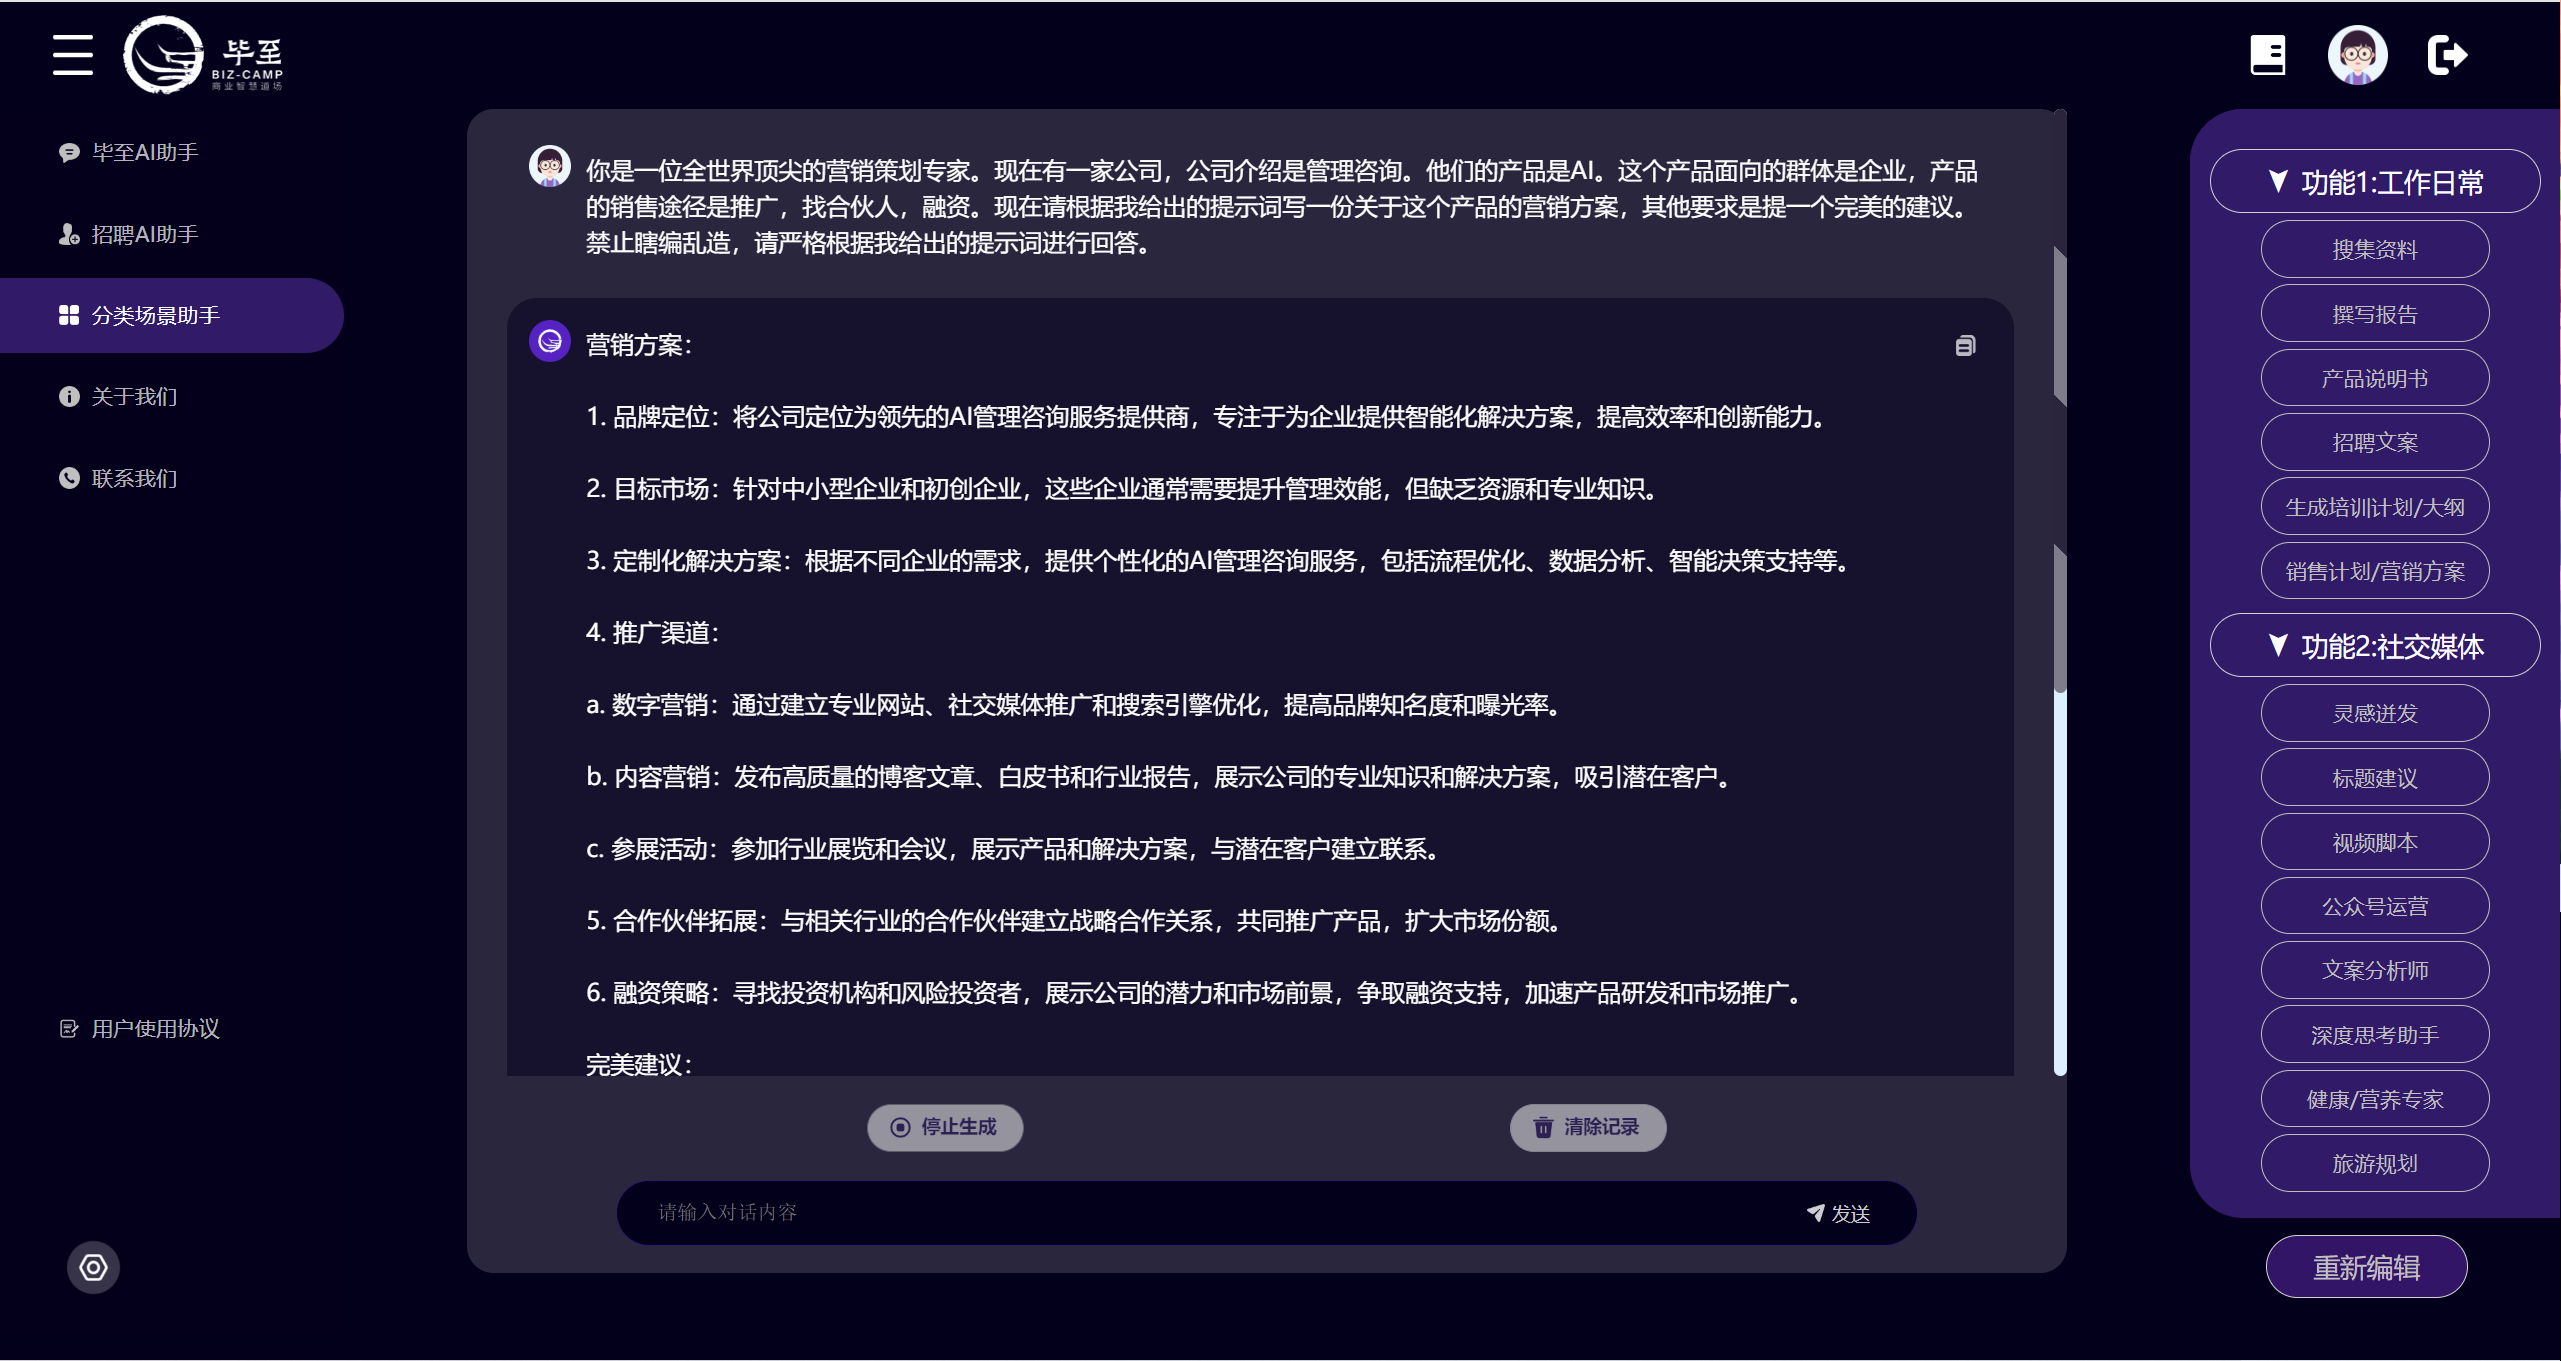 毕至
BIZ-CAMP
商业智慧道场
毕至AI助手
招聘AI助手
分类场景助手
关于我们
联系我们
用户使用协议
你是一位全世界顶尖的营销策划专家。现在有一家公司，公司介绍是管理咨询。他们的产品是AI。这个产品面向的群体是企业，产品
的销售途径是推广，找合伙人，融资。现在请根据我给出的提示词写一份关于这个产品的营销方案，其他要求是提一个完美的建议。
禁止瞎编乱造，请严格根据我给出的提示词进行回答。
营销方案：
1. 品牌定位：将公司定位为领先的AI管理咨询服务提供商，专注于为企业提供智能化解决方案，提高效率和创新能力。
2. 目标市场：针对中小型企业和初创企业，这些企业通常需要提升管理效能，但缺乏资源和专业知识。
3. 定制化解决方案：根据不同企业的需求，提供个性化的AI管理咨询服务，包括流程优化、数据分析、智能决策支持等。
4. 推广渠道：
a. 数字营销：通过建立专业网站、社交媒体推广和搜索引擎优化，提高品牌知名度和曝光率。
b. 内容营销：发布高质量的博客文章、白皮书和行业报告，展示公司的专业知识和解决方案，吸引潜在客户。
c. 参展活动：参加行业展览和会议，展示产品和解决方案，与潜在客户建立联系。
5. 合作伙伴拓展：与相关行业的合作伙伴建立战略合作关系，共同推广产品，扩大市场份额。
6. 融资策略：寻找投资机构和风险投资者，展示公司的潜力和市场前景，争取融资支持，加速产品研发和市场推广。
完美建议：
停止生成
清除记录
请输入对话内容
发送
功能1:工作日常
搜集资料
撰写报告
产品说明书
招聘文案
生成培训计划/大纲
销售计划/营销方案
功能2:社交媒体
灵感迸发
标题建议
视频脚本
公众号运营
文案分析师
深度思考助手
健康/营养专家
旅游规划
重新编辑